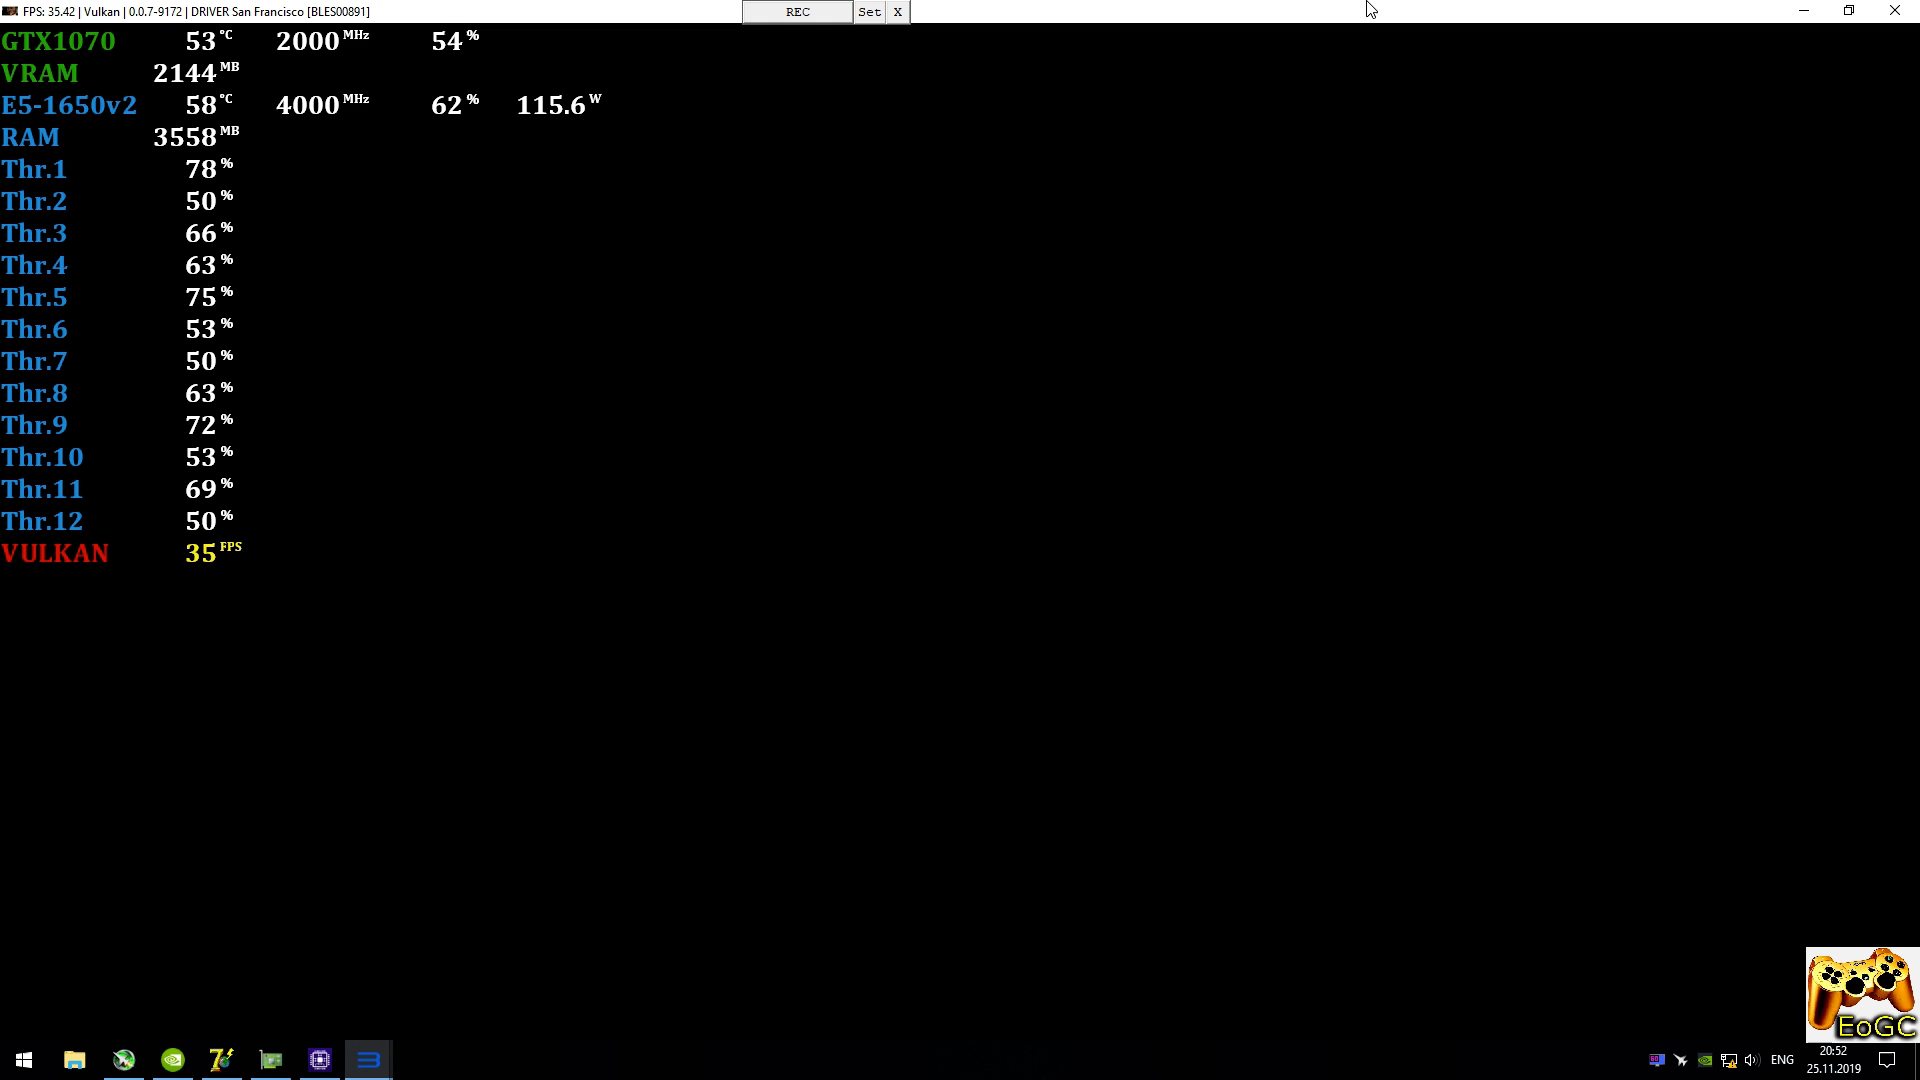 FPS: 35.42 | Vulkan | 0.0.7-9172 | DRIVER San Francisco [BLES00891]
REC Set X
GTX1070 53 °C 2000 MHz 54 %
VRAM 2144 MB
E5-1650v2 58 °C 4000 MHz 62 % 115.6 W
RAM 3558 MB
Thr.1 78 %
Thr.2 50 %
Thr.3 66 %
Thr.4 63 %
Thr.5 75 %
Thr.6 53 %
Thr.7 50 %
Thr.8 63 %
Thr.9 72 %
Thr.10 53 %
Thr.11 69 %
Thr.12 50 %
VULKAN 35 FPS
EoGC
ENG
20:52
25.11.2019